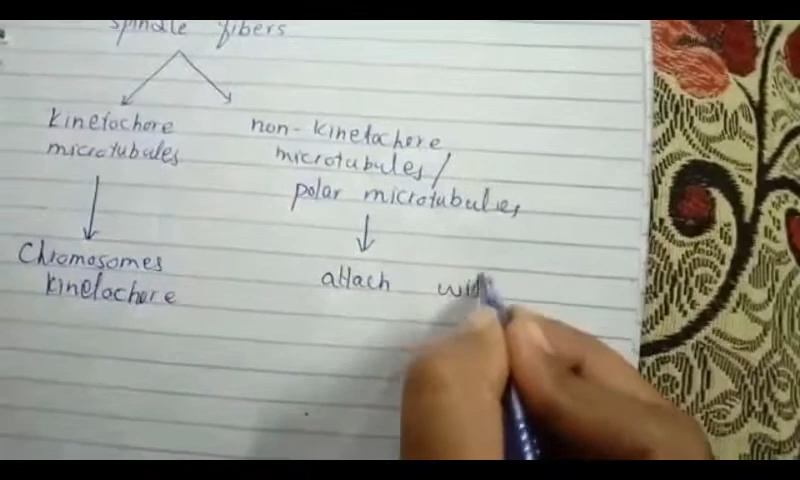 spindle fibers
kinetochore
microtubules
non-kinetochore
microtubules/
polar microtubules
Chromosomes
kinetochore
attach